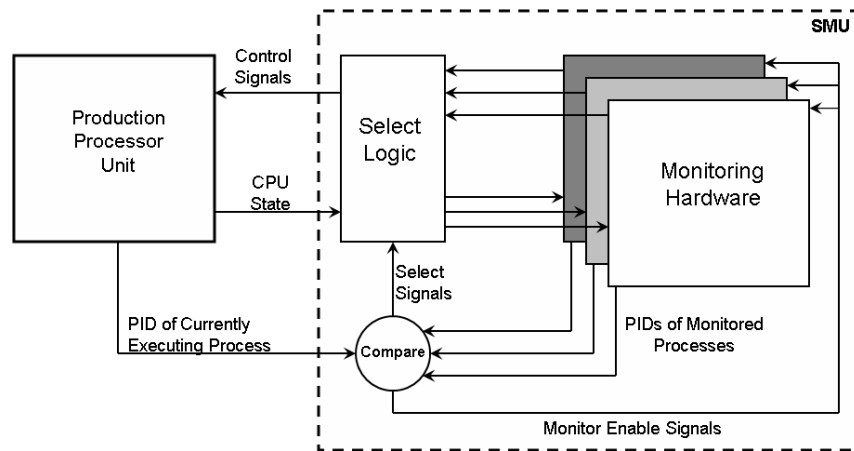 SMU
Control
Signals
Production
Processor
Unit
Select
Logic
Monitoring
Hardware
CPU
State
Select
Signals
PID of Currently
Executing Process
Compare
PIDs of Monitored
Processes
Monitor Enable Signals